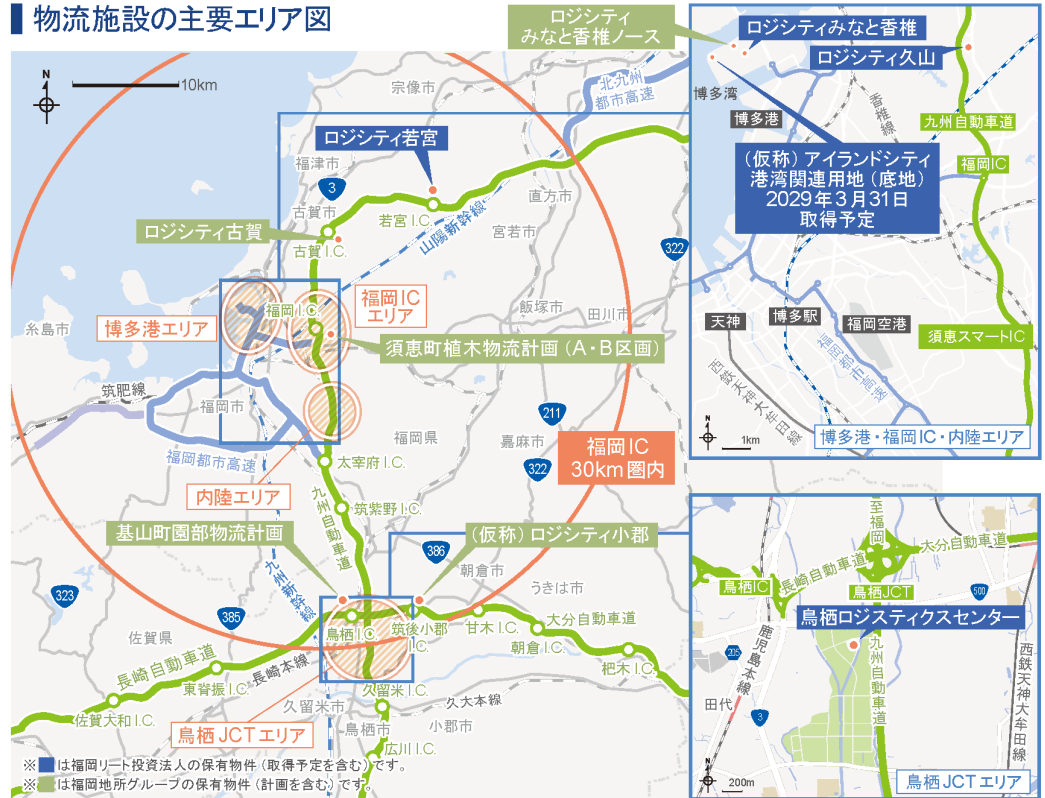 物流施設の主要エリア図
N
10km
宗像市
北九州
都市高速
ロジシティ若宮
福津市
3
古賀市
若宮 I.C.
直方市
宮若市
山陽新幹線
ロジシティ古賀
古賀 I.C.
322
福岡 I.C.
福岡IC
エリア
飯塚市
田川市
博多港エリア
糸島市
須恵町植木物流計画（A・B区画）
筑肥線
福岡市
福岡県
211
嘉麻市
322
福岡IC
30km圏内
福岡都市高速
太宰府 I.C.
内陸エリア
筑紫野 I.C.
九州自動車道
基山町園部物流計画
（仮称）ロジシティ小郡
386
朝倉市
うきは市
九州新幹線
323
385
佐賀県
鳥栖 I.C.
筑後小郡
I.C.
甘木 I.C.
大分自動車道
朝倉 I.C.
杷木 I.C.
長崎自動車道
長崎本線
東脊振 I.C.
佐賀大和 I.C.
久留米 I.C.
久留米市
久大本線
鳥栖市
小郡市
鳥栖JCTエリア
広川 I.C.
※■は福岡リート投資法人の保有物件（取得予定を含む）です。
※■は福岡地所グループの保有物件（計画を含む）です。
ロジシティ
みなと香椎ノース
ロジシティみなと香椎
ロジシティ久山
博多湾
博多港
香椎線
九州自動車道
福岡IC
（仮称）アイランドシティ
港湾関連用地（底地）
2029年3月31日
取得予定
天神
博多駅
福岡空港
須恵スマートIC
福岡都市高速
西鉄天神大牟田線
N
1km
博多港・福岡IC・内陸エリア
至福岡
大分自動車道
長崎自動車道
鳥栖IC
鳥栖JCT
500
鳥栖ロジスティクスセンター
鹿児島本線
205
九州自動車道
西鉄天神大牟田線
田代
3
N
200m
鳥栖JCTエリア